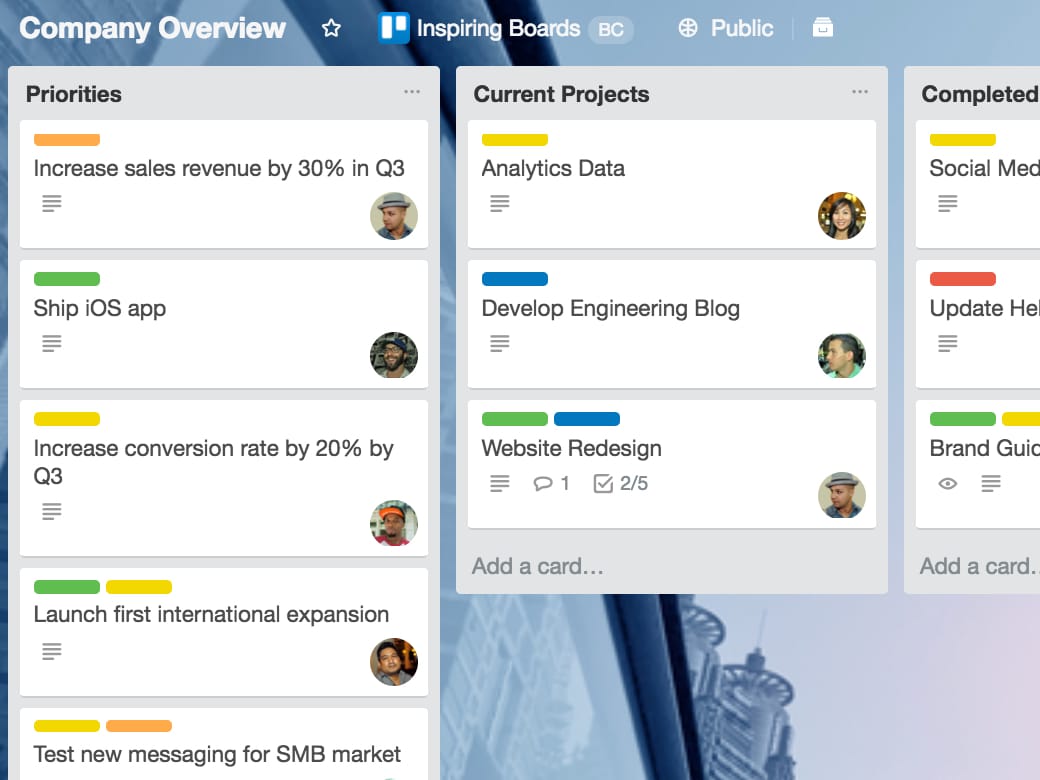 Company Overview
Inspiring Boards BC
Public
Priorities
Increase sales revenue by 30% in Q3
Ship iOS app
Increase conversion rate by 20% by
Q3
Launch first international expansion
Test new messaging for SMB market
Current Projects
Analytics Data
Develop Engineering Blog
Website Redesign
1 2/5
Add a card…
Completed
Social Med
Update Hel
Brand Guid
Add a card…